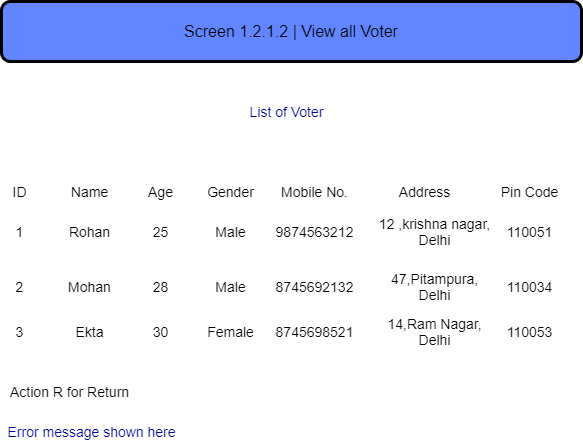 Screen 1.2.1.2 | View all Voter
List of Voter
ID Name Age Gender Mobile No. Address Pin Code
1 Rohan 25 Male 9874563212 12 ,krishna nagar, Delhi 110051
2 Mohan 28 Male 8745692132 47,Pitampura, Delhi 110034
3 Ekta 30 Female 8745698521 14,Ram Nagar, Delhi 110053
Action R for Return
Error message shown here